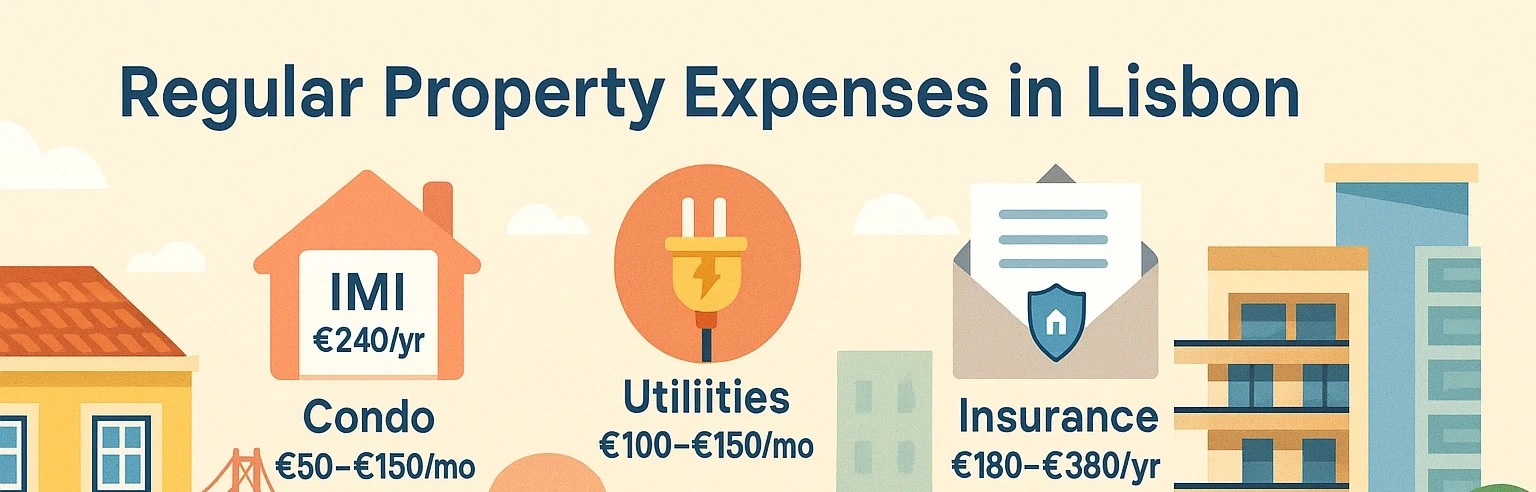 Regular Property Expenses in Lisbon
IMI
€240/yr
Condo
€50–€150/mo
Utiliities
€100–€150/mo
Insurance
€180–€380/yr